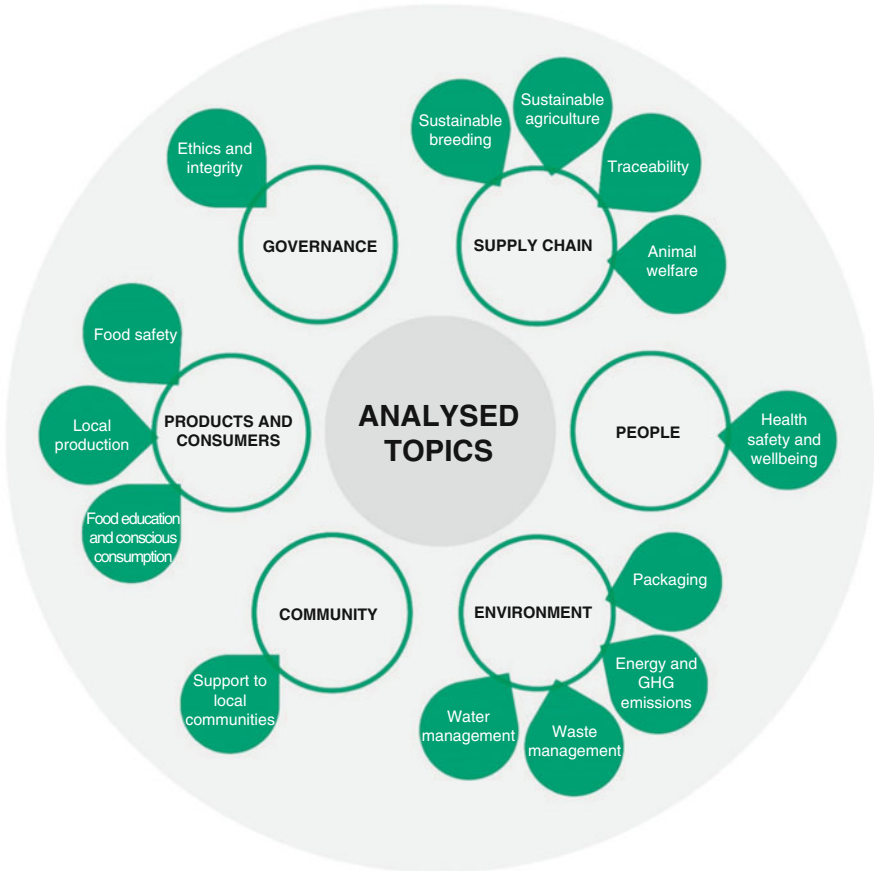 ANALYSED
TOPICS
GOVERNANCE
Ethics and
integrity
SUPPLY CHAIN
Sustainable
breeding
Sustainable
agriculture
Traceability
Animal
welfare
PEOPLE
Health
safety and
wellbeing
ENVIRONMENT
Packaging
Energy and
GHG
emissions
Waste
management
Water
management
COMMUNITY
Support to
local
communities
PRODUCTS AND
CONSUMERS
Food safety
Local
production
Food education
and conscious
consumption